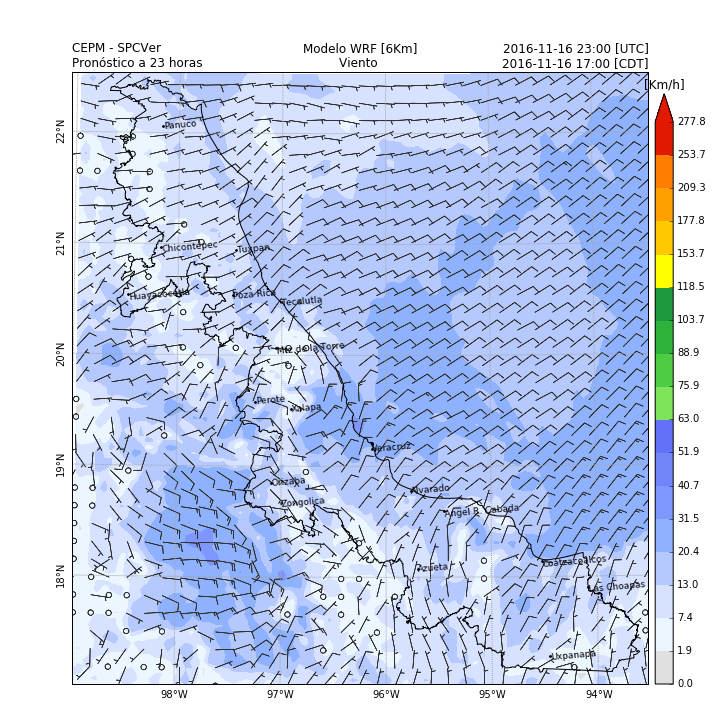 CEPM - SPCVer
Modelo WRF [6Km]
2016-11-16 23:00 [UTC]
Pronóstico a 23 horas
Viento
2016-11-16 17:00 [CDT]
[Km/h]
277.8
253.7
209.3
177.8
153.7
118.5
103.7
88.9
75.9
63.0
51.9
40.7
31.5
20.4
13.0
7.4
1.9
0.0
22°N
21°N
20°N
19°N
18°N
98°W
97°W
96°W
95°W
94°W
Panuco
Chicontepec
Tuxpan
Huayacocotla
Poza Rica
Tecolutla
Mtz de la Torre
Perote
Xalapa
Veracruz
Orizaba
Alvarado
Zongolica
Angel R. Cabada
Azueta
Coatzacoalcos
Las Choapas
Uxpanapa